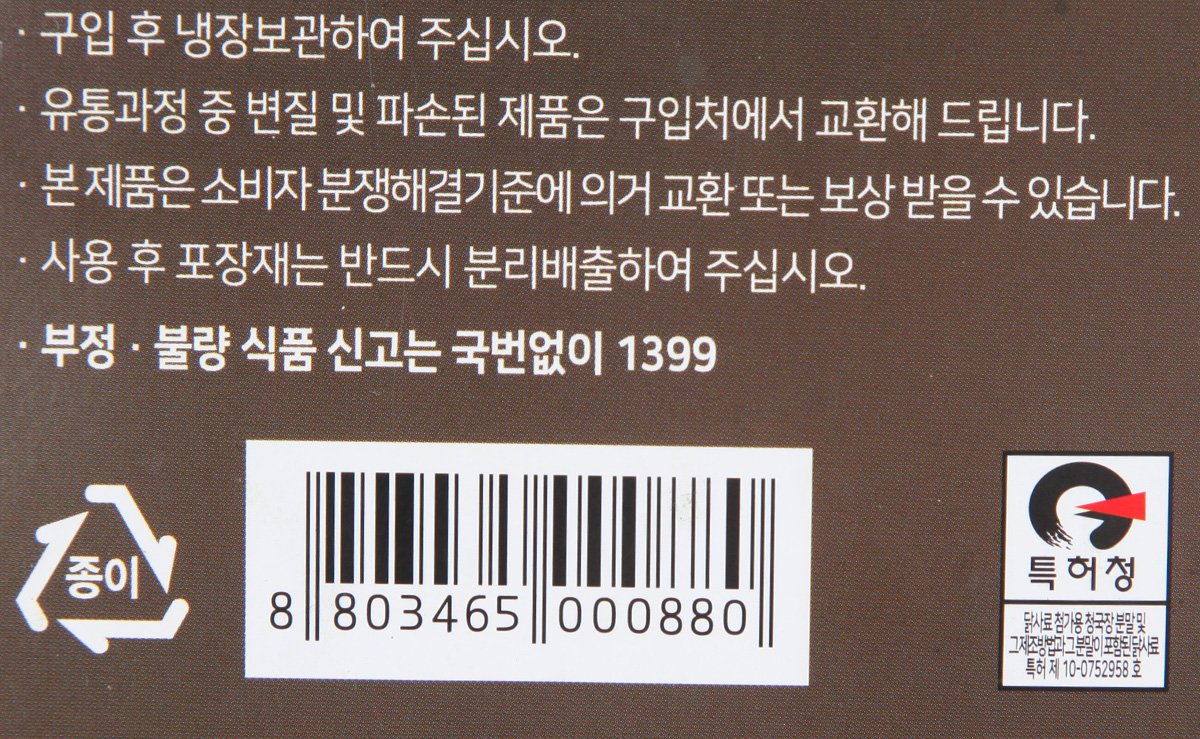 · 구입 후 냉장보관하여 주십시오.
· 유통과정 중 변질 및 파손된 제품은 구입처에서 교환해 드립니다.
· 본 제품은 소비자 분쟁해결기준에 의거 교환 또는 보상 받을 수 있습니다.
· 사용 후 포장재는 반드시 분리배출하여 주십시오.
· 부정 · 불량 식품 신고는 국번없이 1399
종이
8 803465 000880
특허청
닭사료 첨가용 청국장 분말 및
그제조방법과 그분말이 포함된 닭사료
특허 제 10-0752958 호